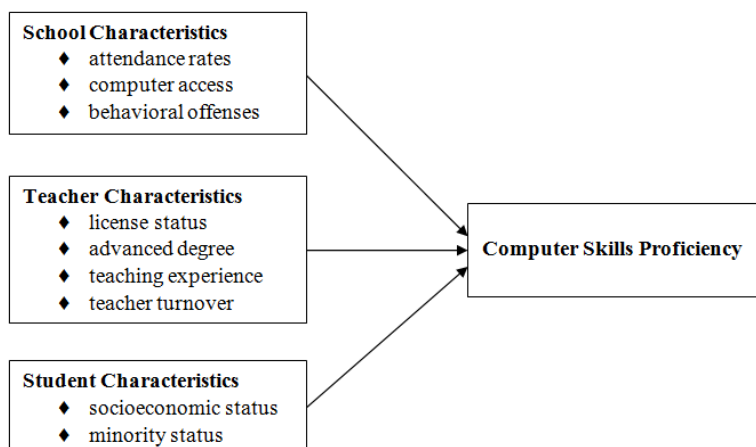 School Characteristics
♦ attendance rates
♦ computer access
♦ behavioral offenses
Teacher Characteristics
♦ license status
♦ advanced degree
♦ teaching experience
♦ teacher turnover
Computer Skills Proficiency
Student Characteristics
♦ socioeconomic status
♦ minority status